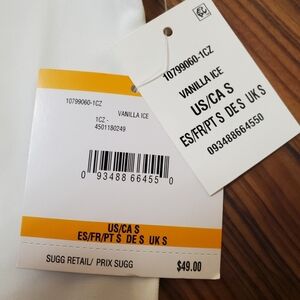 10799060-1CZ
VANILLA ICE
US/CA S
ES/FR/PT S DE S UK S
093488664550
10799060-1CZ
VANILLA ICE
1CZ -
4501180249
0 93488 66455 0
US/CA S
ES/FR/PT S DE S UK S
SUGG RETAIL/ PRIX SUGG $49.00